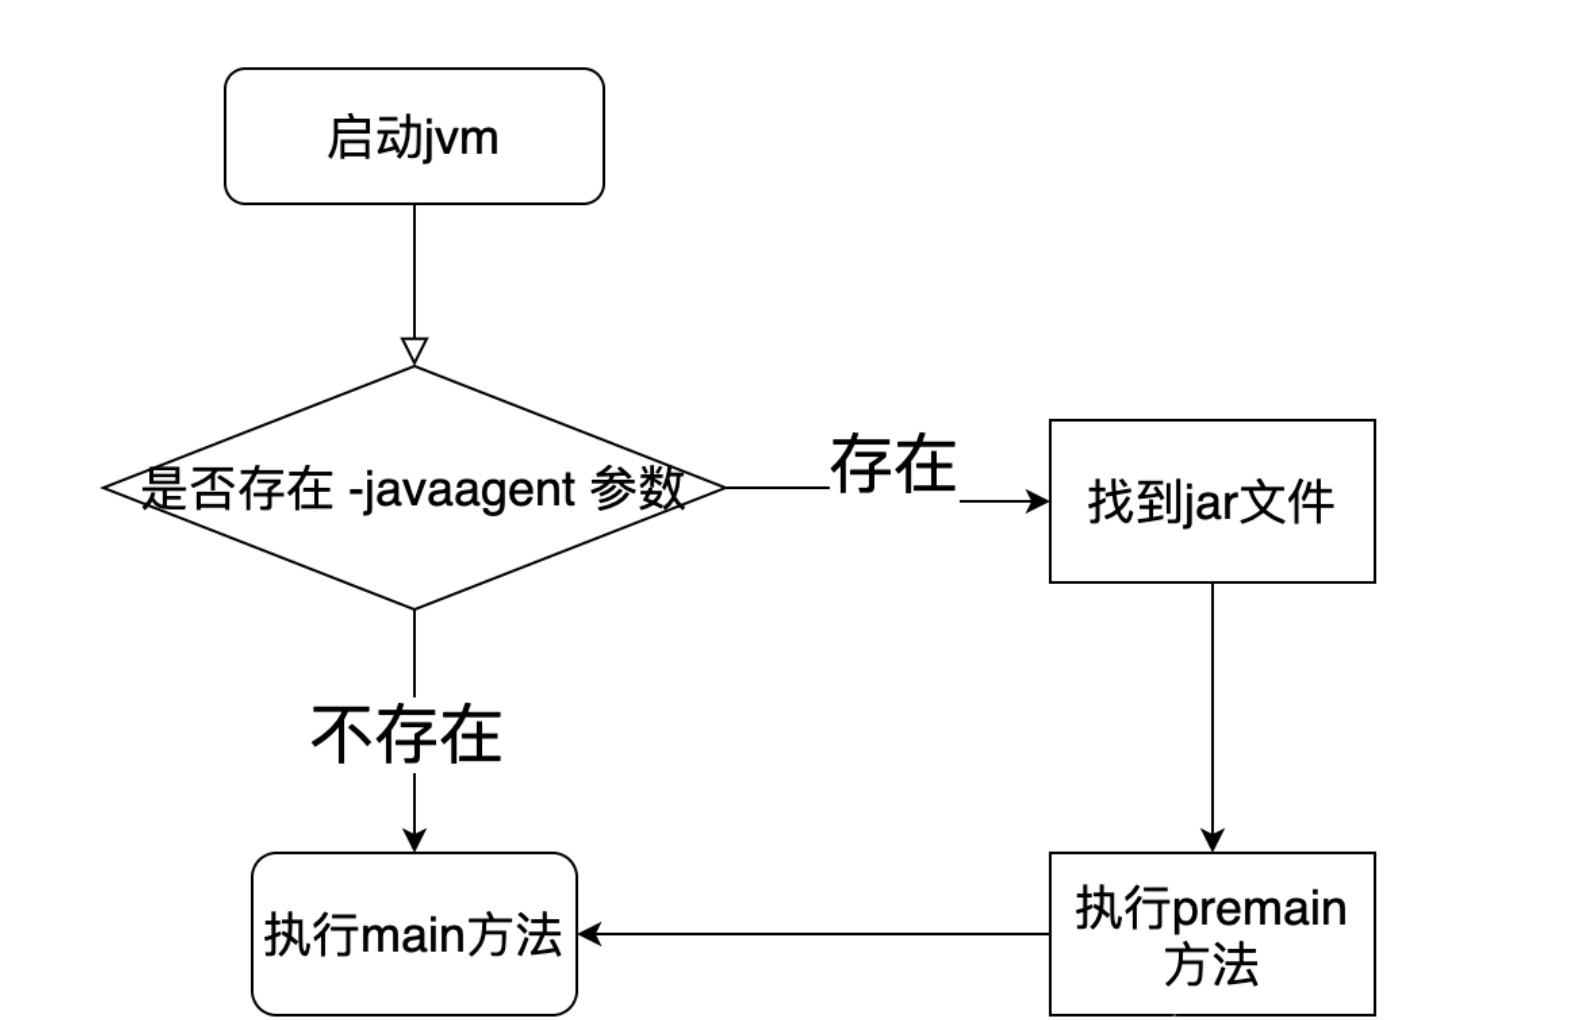 启动jvm
是否存在 -javaagent 参数
存在
找到jar文件
不存在
执行main方法
执行premain
方法